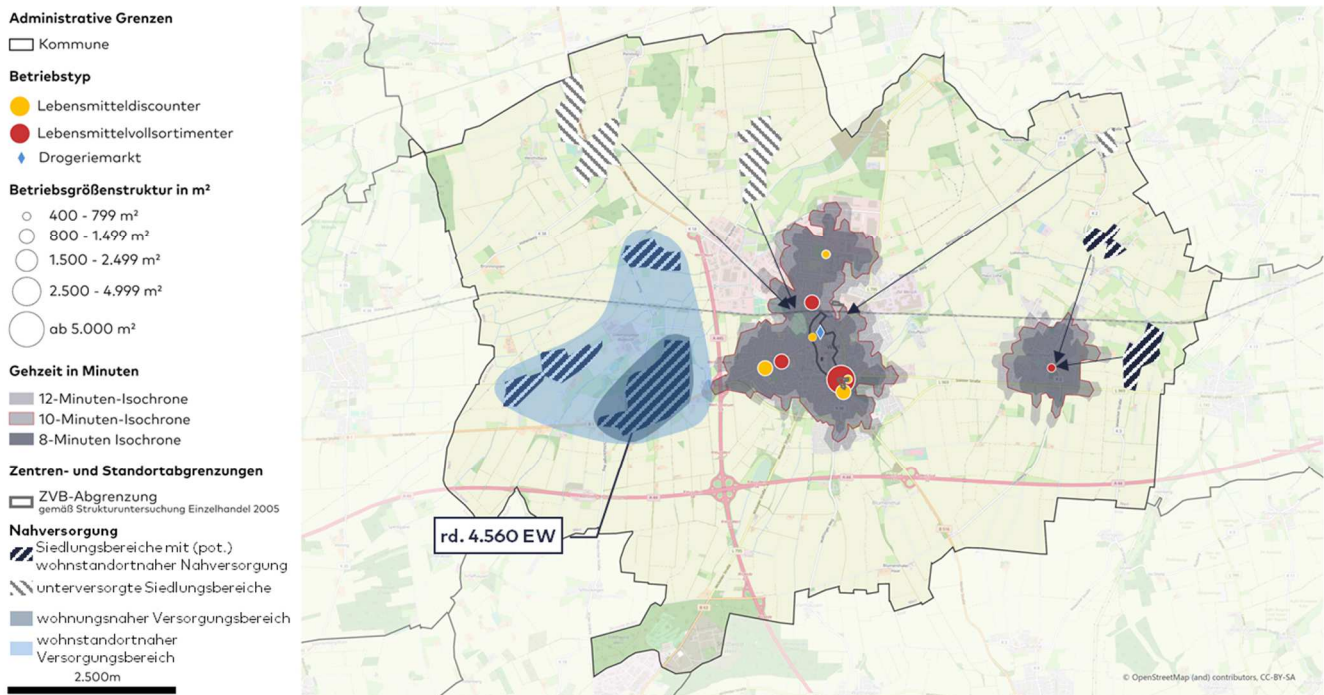 Administrative Grenzen
Kommune
Betriebstyp
Lebensmitteldiscounter
Lebensmittelvollsortimenter
Drogeriemarkt
Betriebsgrößenstruktur in m²
400 - 799 m²
800 - 1.499 m²
1.500 - 2.499 m²
2.500 - 4.999 m²
ab 5.000 m²
Gehzeit in Minuten
12-Minuten-Isochrone
10-Minuten-Isochrone
8-Minuten Isochrone
Zentren- und Standortabgrenzungen
ZVB-Abgrenzung
gemäß Strukturuntersuchung Einzelhandel 2005
Nahversorgung
Siedlungsbereiche mit (pot.)
wohnstandortnaher Nahversorgung
unterversorgte Siedlungsbereiche
wohnungsnaher Versorgungsbereich
wohnstandortnaher
Versorgungsbereich
2.500m
rd. 4.560 EW
© OpenStreetMap (and) contributors, CC-BY-SA